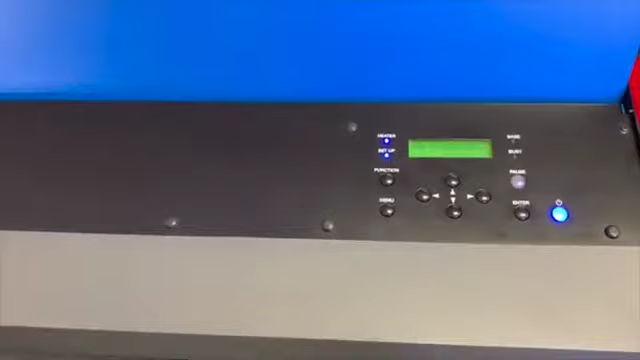 HEATER
SET UP
FUNCTION
MENU
BASE
BUSY
PAUSE
ENTER